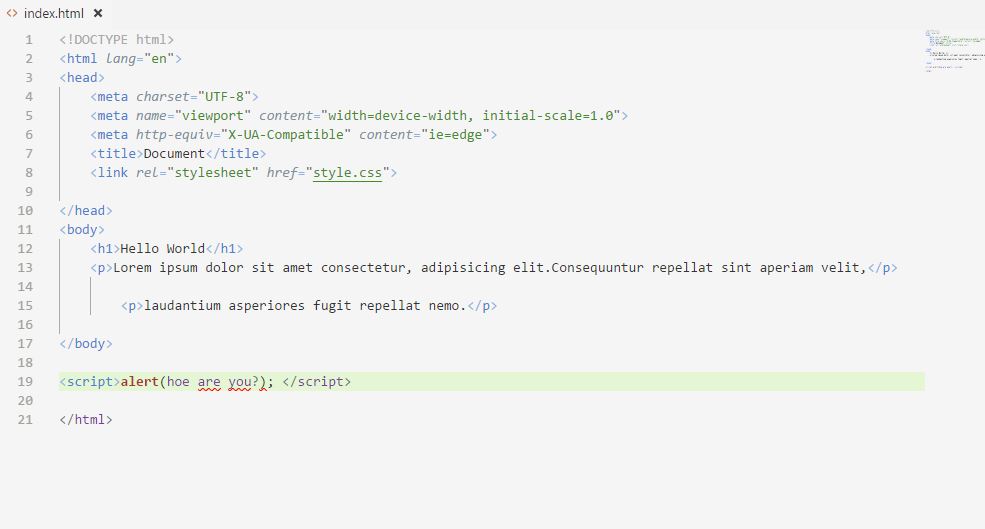 index.html
1 <!DOCTYPE html>
2 <html lang="en">
3 <head>
4 <meta charset="UTF-8">
5 <meta name="viewport" content="width=device-width, initial-scale=1.0">
6 <meta http-equiv="X-UA-Compatible" content="ie=edge">
7 <title>Document</title>
8 <link rel="stylesheet" href="style.css">
9
10 </head>
11 <body>
12 <h1>Hello World</h1>
13 <p>Lorem ipsum dolor sit amet consectetur, adipisicing elit.Consequuntur repellat sint aperiam velit,</p>
14
15 <p>laudantium asperiores fugit repellat nemo.</p>
16
17 </body>
18
19 <script>alert(hoe are you?); </script>
20
21 </html>